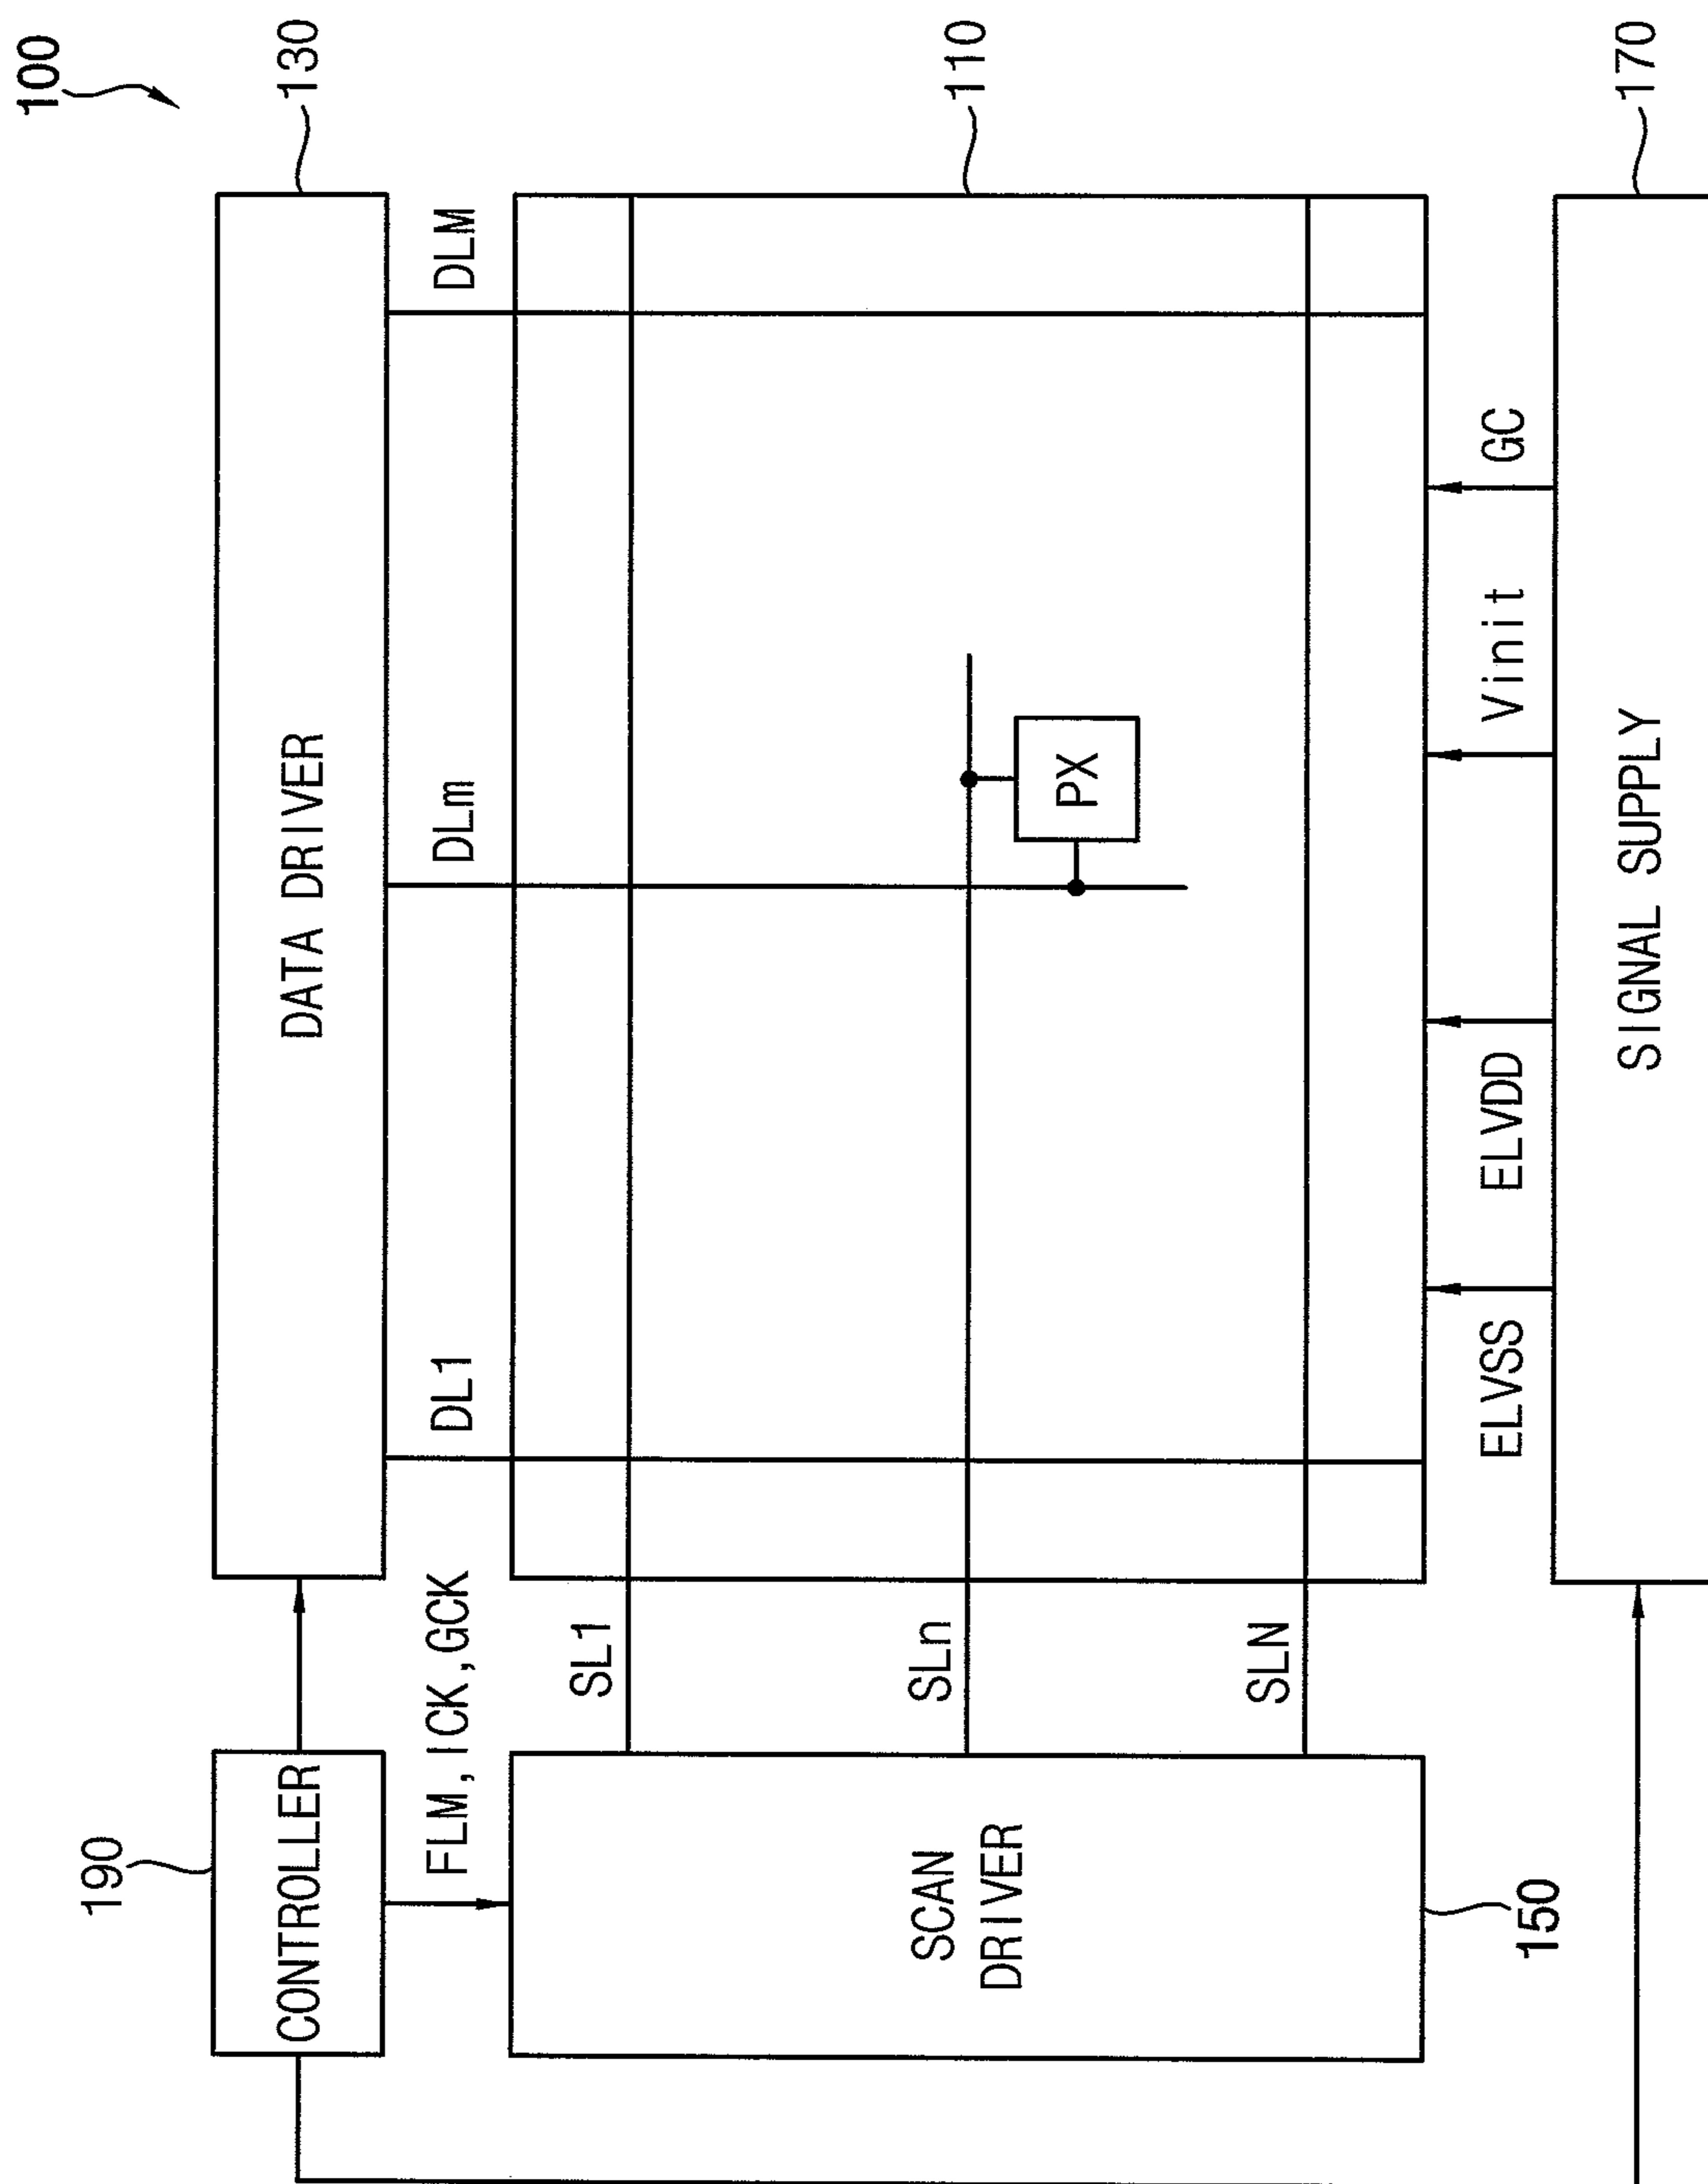 100
190
CONTROLLER
DATA DRIVER
130
FLM,ICK,GCK
DL1
DLm
DLM
SL1
SLn
SLN
SCAN
DRIVER
150
PX
110
ELVSS
ELVDD
Vinit
GC
SIGNAL SUPPLY
170